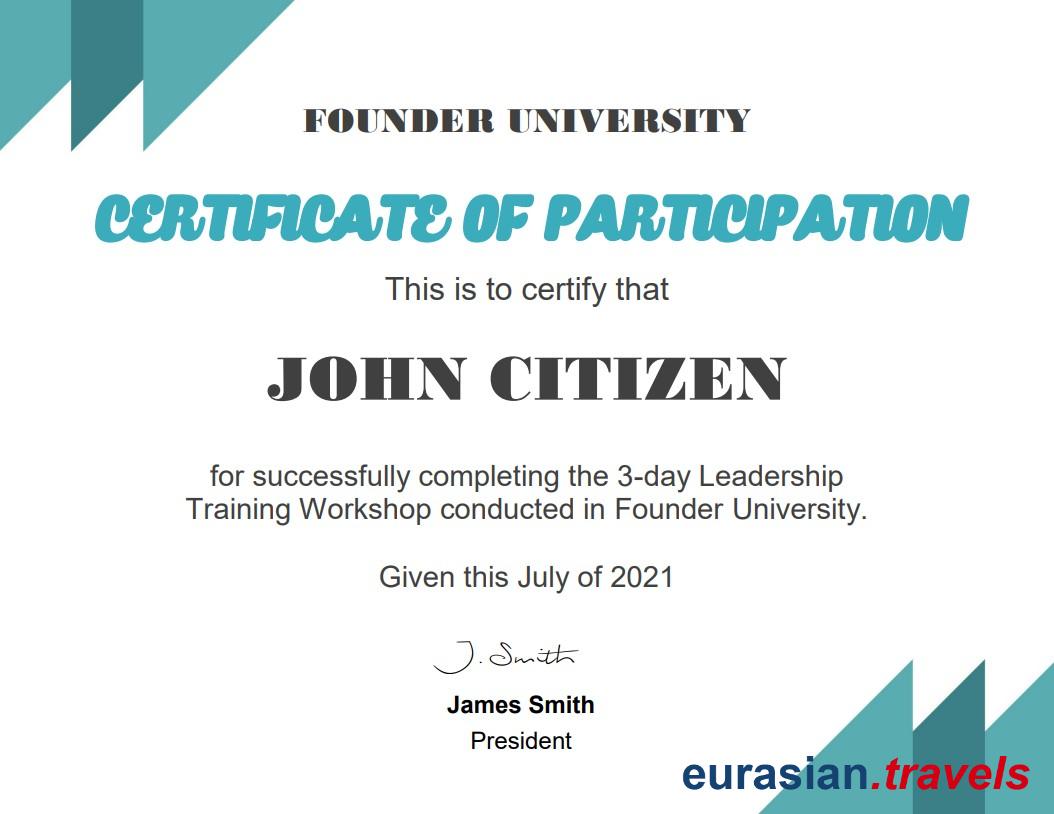 FOUNDER UNIVERSITY
CERTIFICATE OF PARTICIPATION
This is to certify that
JOHN CITIZEN
for successfully completing the 3-day Leadership
Training Workshop conducted in Founder University.
Given this July of 2021
J. Smith
James Smith
President
eurasian.travels